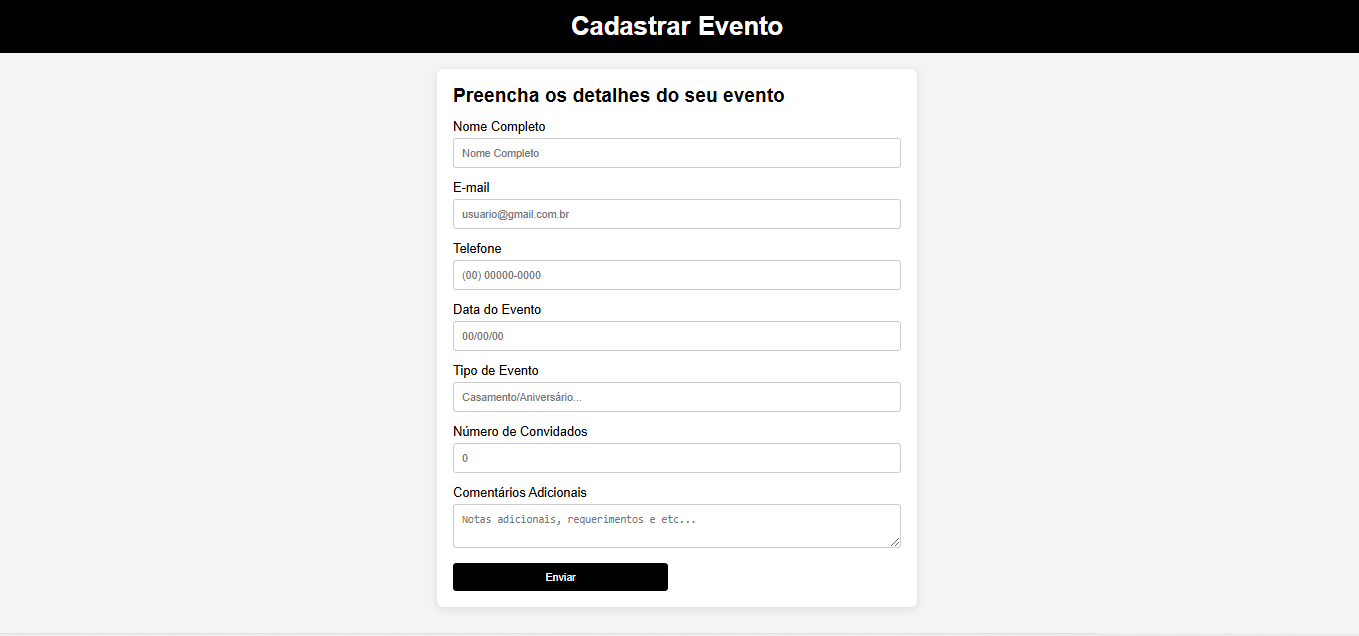 Cadastrar Evento
Preencha os detalhes do seu evento
Nome Completo
Nome Completo
E-mail
usuario@gmail.com.br
Telefone
(00) 00000-0000
Data do Evento
00/00/00
Tipo de Evento
Casamento/Aniversário...
Número de Convidados
0
Comentários Adicionais
Notas adicionais, requerimentos e etc...
Enviar